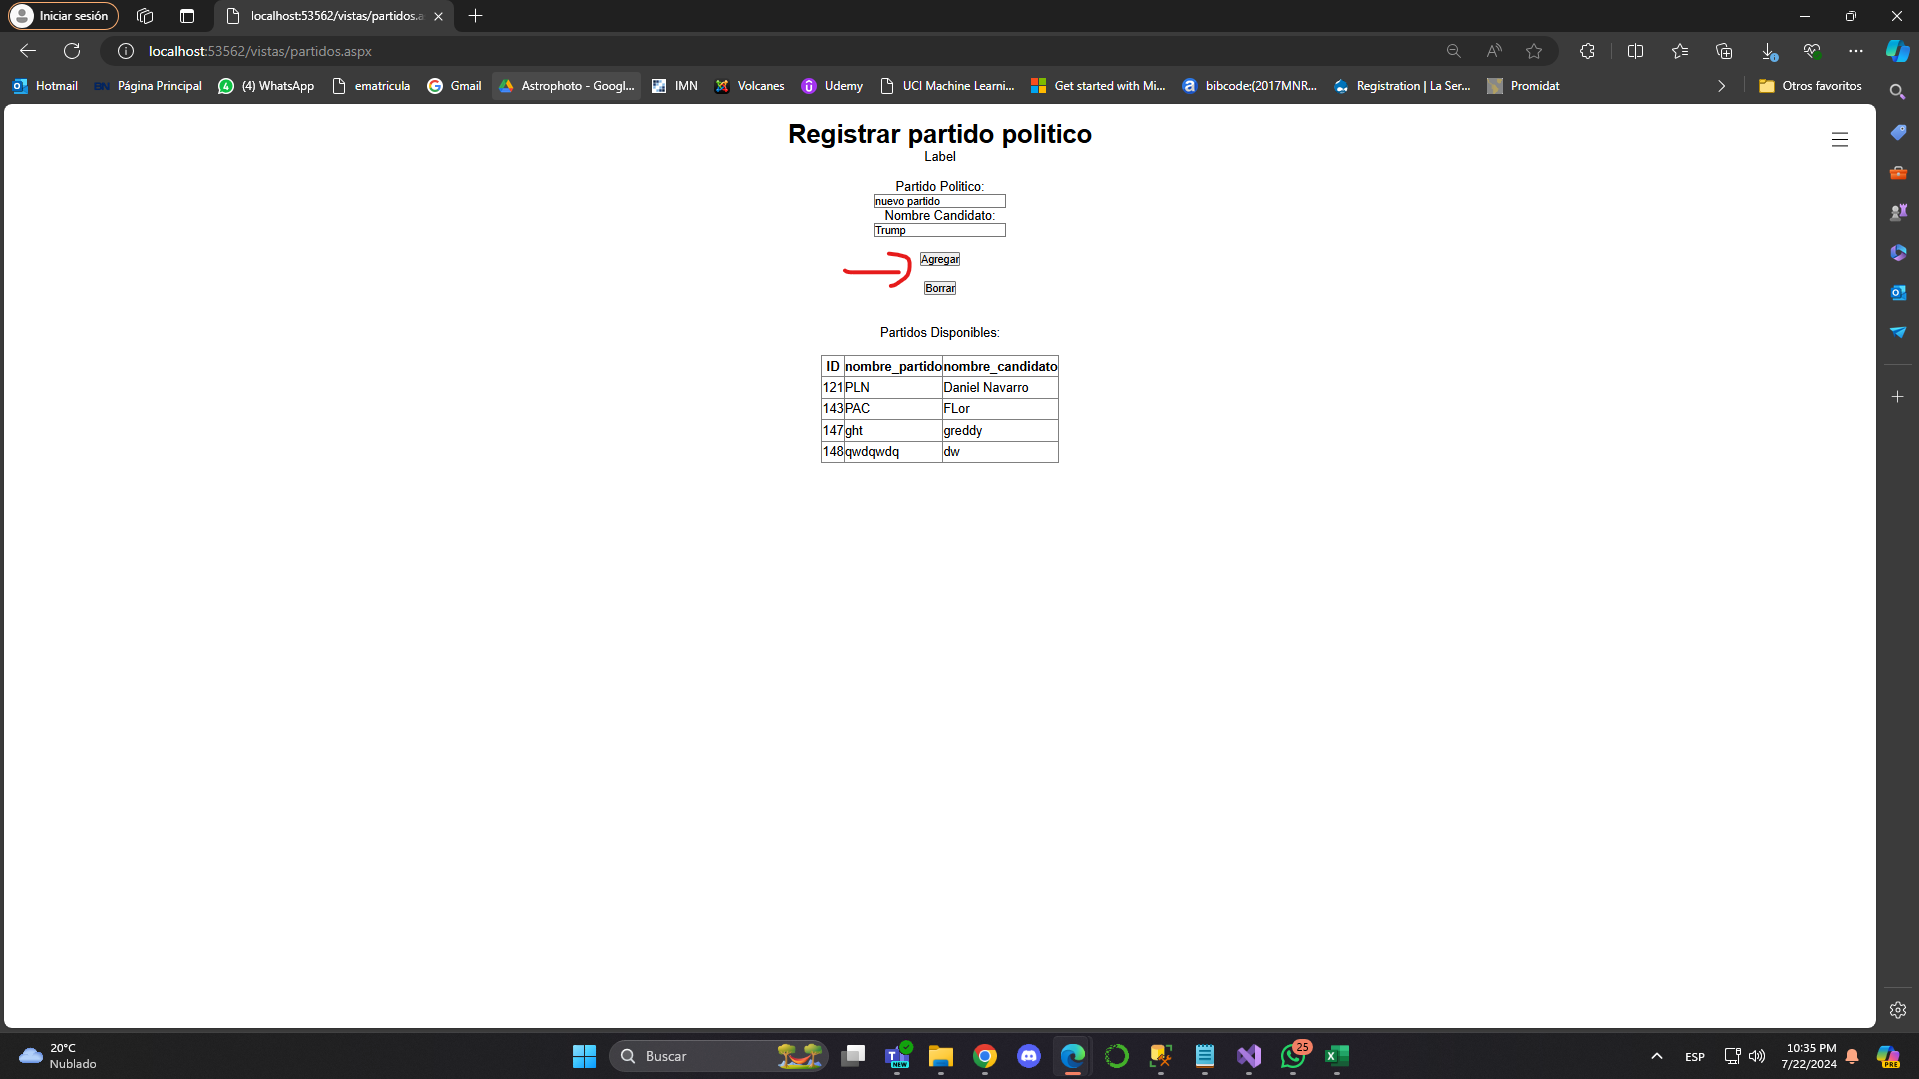 Iniciar sesión
localhost:53562/vistas/partidos.a
localhost:53562/vistas/partidos.aspx
Hotmail
BN Página Principal
(4) WhatsApp
ematricula
Gmail
Astrophoto - Googl...
IMN
Volcanes
Udemy
UCI Machine Learni...
Get started with Mi...
bibcode:(2017MNR...
Registration | La Ser...
Promidat
Otros favoritos
Registrar partido politico
Label
Partido Politico:
nuevo partido
Nombre Candidato:
Trump
Agregar
Borrar
Partidos Disponibles:
ID nombre_partido nombre_candidato
121 PLN Daniel Navarro
143 PAC FLor
147 ght greddy
148 qwdqwdq dw
20°C
Nublado
Buscar
NEW
25
ESP
10:35 PM
7/22/2024
PRE